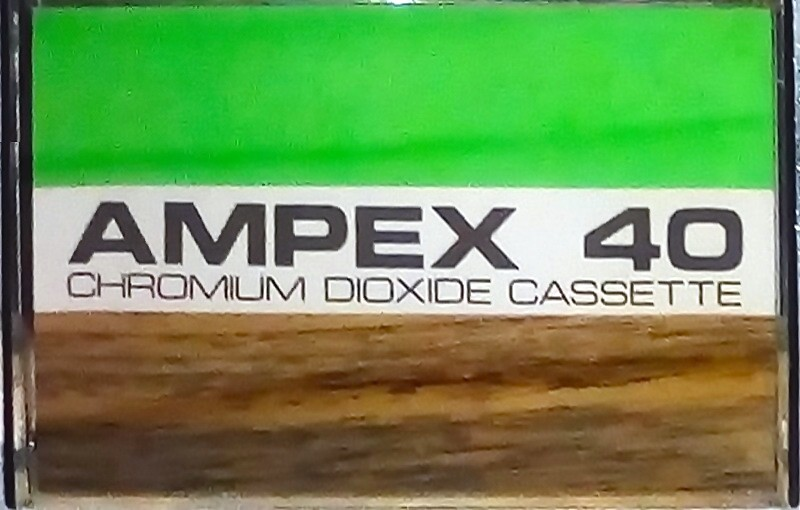 AMPEX 40
CHROMIUM DIOXIDE CASSETTE